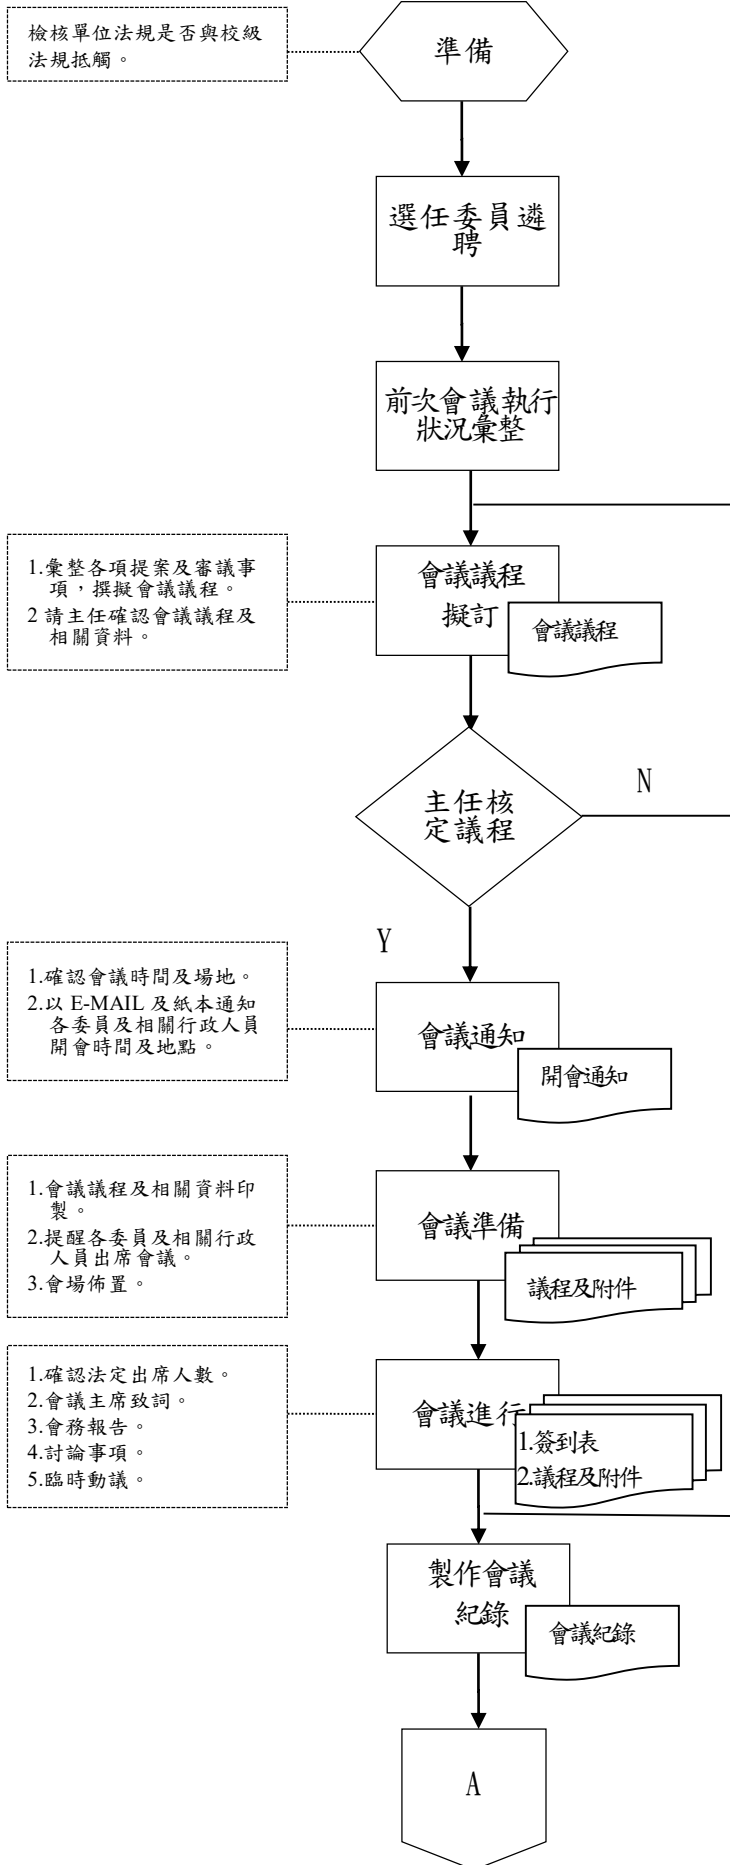 檢核單位法規是否與校級
法規抵觸。
準備
選任委員遴
聘
前次會議執行
狀況彙整
1.彙整各項提案及審議事
項，撰擬會議議程。
2 請主任確認會議議程及
相關資料。
會議議程
擬訂
會議議程
主任核
定議程
N
Y
1.確認會議時間及場地。
2.以 E-MAIL 及紙本通知
各委員及相關行政人員
開會時間及地點。
會議通知
開會通知
1.會議議程及相關資料印
製。
2.提醒各委員及相關行政
人員出席會議。
3.會場佈置。
會議準備
議程及附件
1.確認法定出席人數。
2.會議主席致詞。
3.會務報告。
4.討論事項。
5.臨時動議。
會議進行
1.簽到表
2.議程及附件
製作會議
紀錄
會議紀錄
A